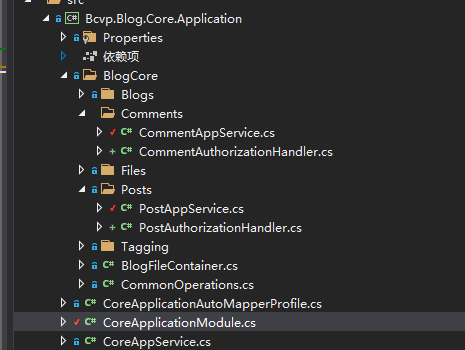 src
C# Bcvp.Blog.Core.Application
Properties
依赖项
BlogCore
Blogs
Comments
C# CommentAppService.cs
C# CommentAuthorizationHandler.cs
Files
Posts
C# PostAppService.cs
C# PostAuthorizationHandler.cs
Tagging
C# BlogFileContainer.cs
C# CommonOperations.cs
C# CoreApplicationAutoMapperProfile.cs
C# CoreApplicationModule.cs
C# CoreAppService.cs